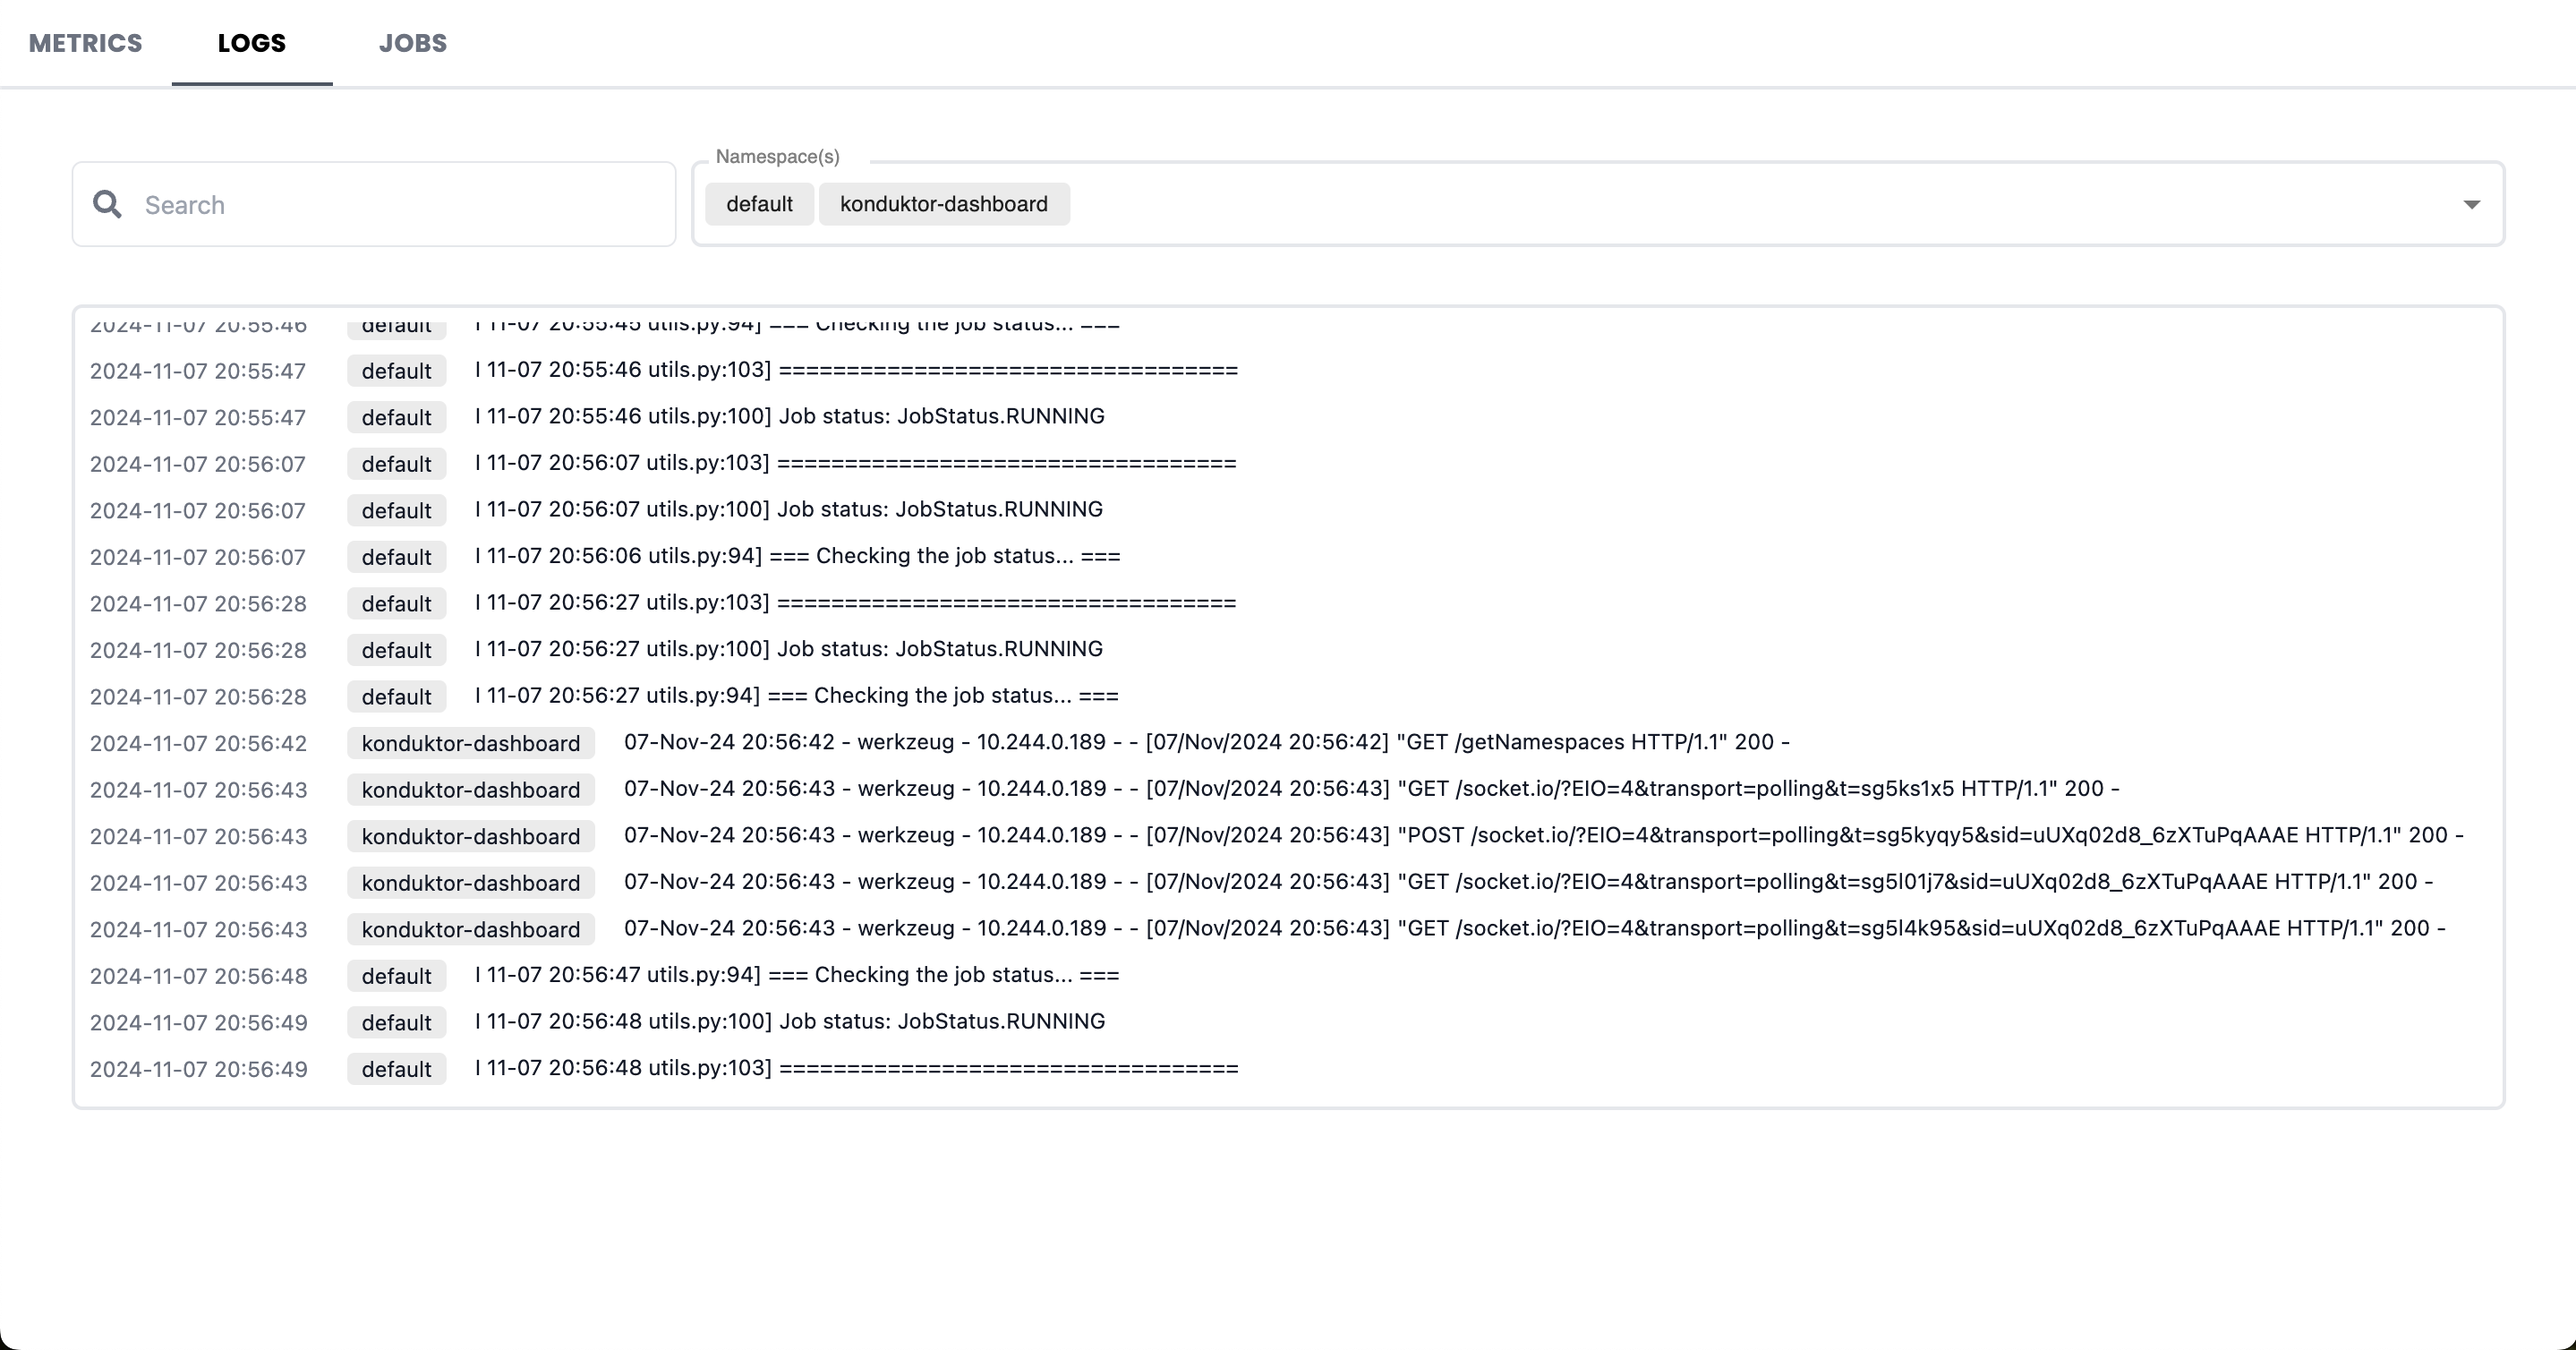 METRICS LOGS JOBS
Namespace(s)
Search default konduktor-dashboard
2024-11-07 20:55:46 default I 11-07 20:55:45 utils.py:94] === Checking the job status... ===
2024-11-07 20:55:47 default I 11-07 20:55:46 utils.py:103] ==================================
2024-11-07 20:55:47 default I 11-07 20:55:46 utils.py:100] Job status: JobStatus.RUNNING
2024-11-07 20:56:07 default I 11-07 20:56:07 utils.py:103] ==================================
2024-11-07 20:56:07 default I 11-07 20:56:07 utils.py:100] Job status: JobStatus.RUNNING
2024-11-07 20:56:07 default I 11-07 20:56:06 utils.py:94] === Checking the job status... ===
2024-11-07 20:56:28 default I 11-07 20:56:27 utils.py:103] ==================================
2024-11-07 20:56:28 default I 11-07 20:56:27 utils.py:100] Job status: JobStatus.RUNNING
2024-11-07 20:56:28 default I 11-07 20:56:27 utils.py:94] === Checking the job status... ===
2024-11-07 20:56:42 konduktor-dashboard 07-Nov-24 20:56:42 - werkzeug - 10.244.0.189 - - [07/Nov/2024 20:56:42] "GET /getNamespaces HTTP/1.1" 200 -
2024-11-07 20:56:43 konduktor-dashboard 07-Nov-24 20:56:43 - werkzeug - 10.244.0.189 - - [07/Nov/2024 20:56:43] "GET /socket.io/?EIO=4&transport=polling&t=sg5ks1x5 HTTP/1.1" 200 -
2024-11-07 20:56:43 konduktor-dashboard 07-Nov-24 20:56:43 - werkzeug - 10.244.0.189 - - [07/Nov/2024 20:56:43] "POST /socket.io/?EIO=4&transport=polling&t=sg5kyqy5&sid=uUXq02d8_6zXTuPqAAAE HTTP/1.1" 200 -
2024-11-07 20:56:43 konduktor-dashboard 07-Nov-24 20:56:43 - werkzeug - 10.244.0.189 - - [07/Nov/2024 20:56:43] "GET /socket.io/?EIO=4&transport=polling&t=sg5l01j7&sid=uUXq02d8_6zXTuPqAAAE HTTP/1.1" 200 -
2024-11-07 20:56:43 konduktor-dashboard 07-Nov-24 20:56:43 - werkzeug - 10.244.0.189 - - [07/Nov/2024 20:56:43] "GET /socket.io/?EIO=4&transport=polling&t=sg5l4k95&sid=uUXq02d8_6zXTuPqAAAE HTTP/1.1" 200 -
2024-11-07 20:56:48 default I 11-07 20:56:47 utils.py:94] === Checking the job status... ===
2024-11-07 20:56:49 default I 11-07 20:56:48 utils.py:100] Job status: JobStatus.RUNNING
2024-11-07 20:56:49 default I 11-07 20:56:48 utils.py:103] ==================================